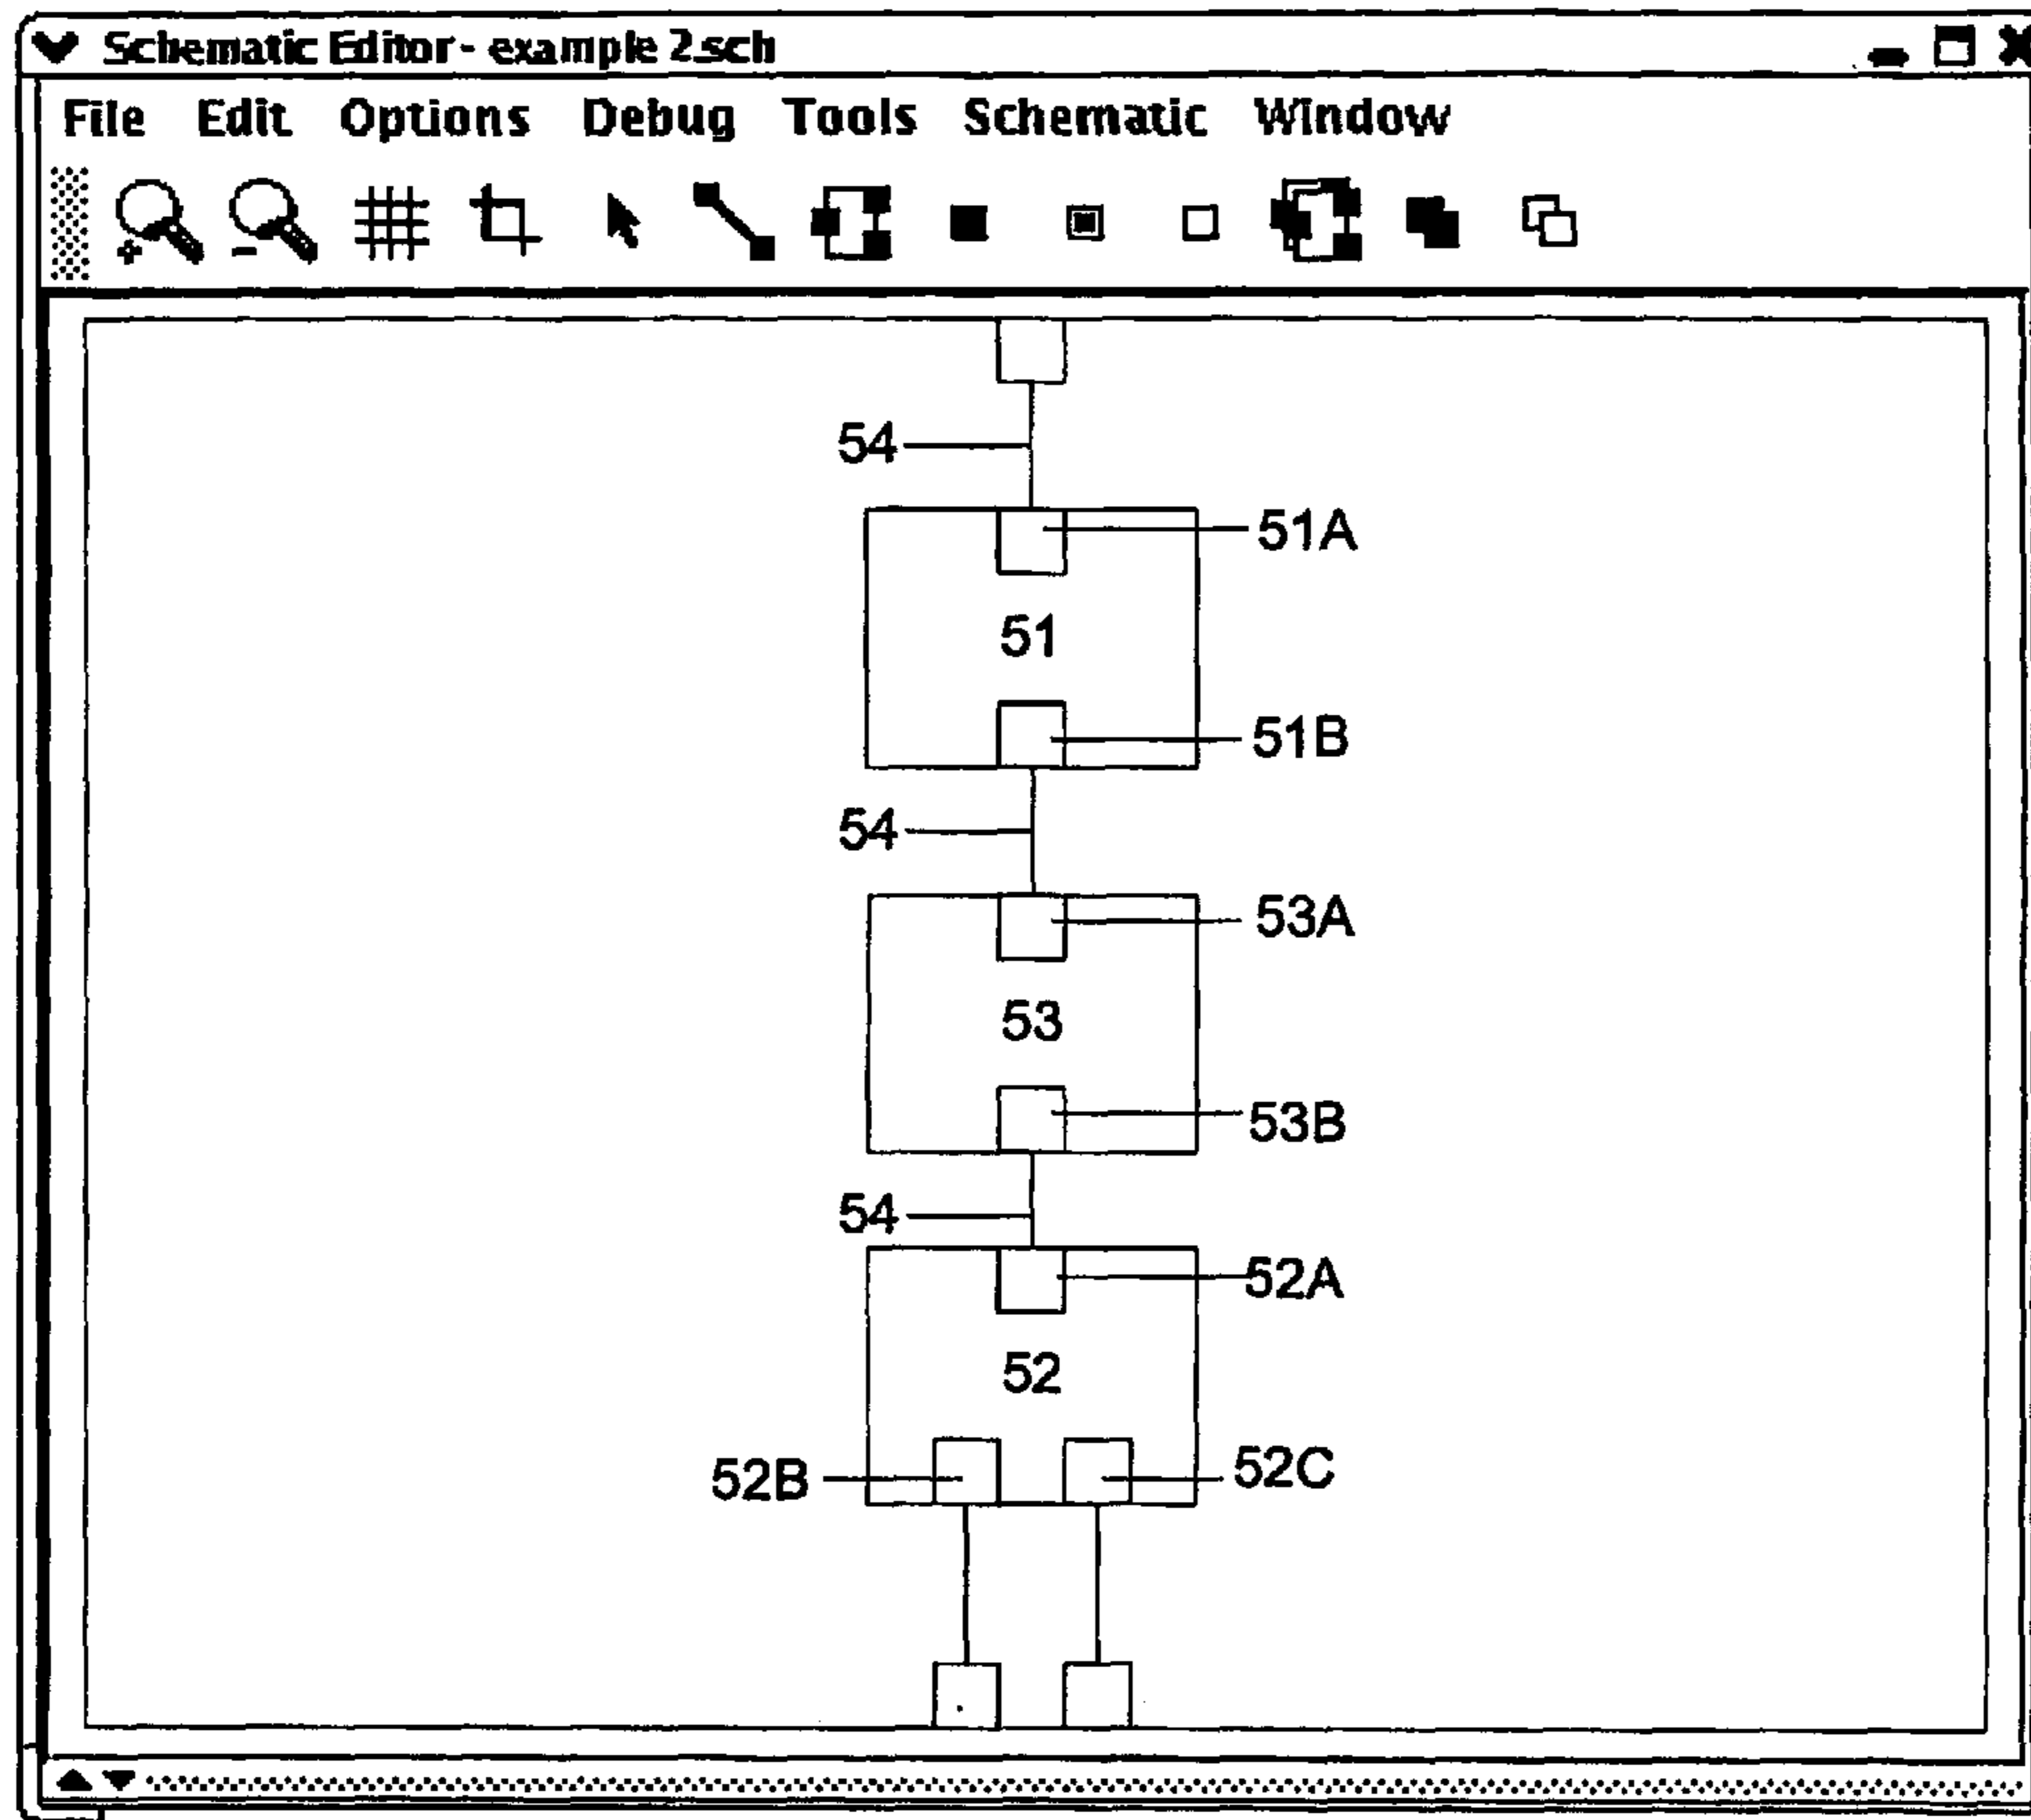 Schematic Editor - example 2.sch
File Edit Options Debug Tools Schematic Window
54
51A
51
51B
54
53A
53
53B
54
52A
52
52B
52C